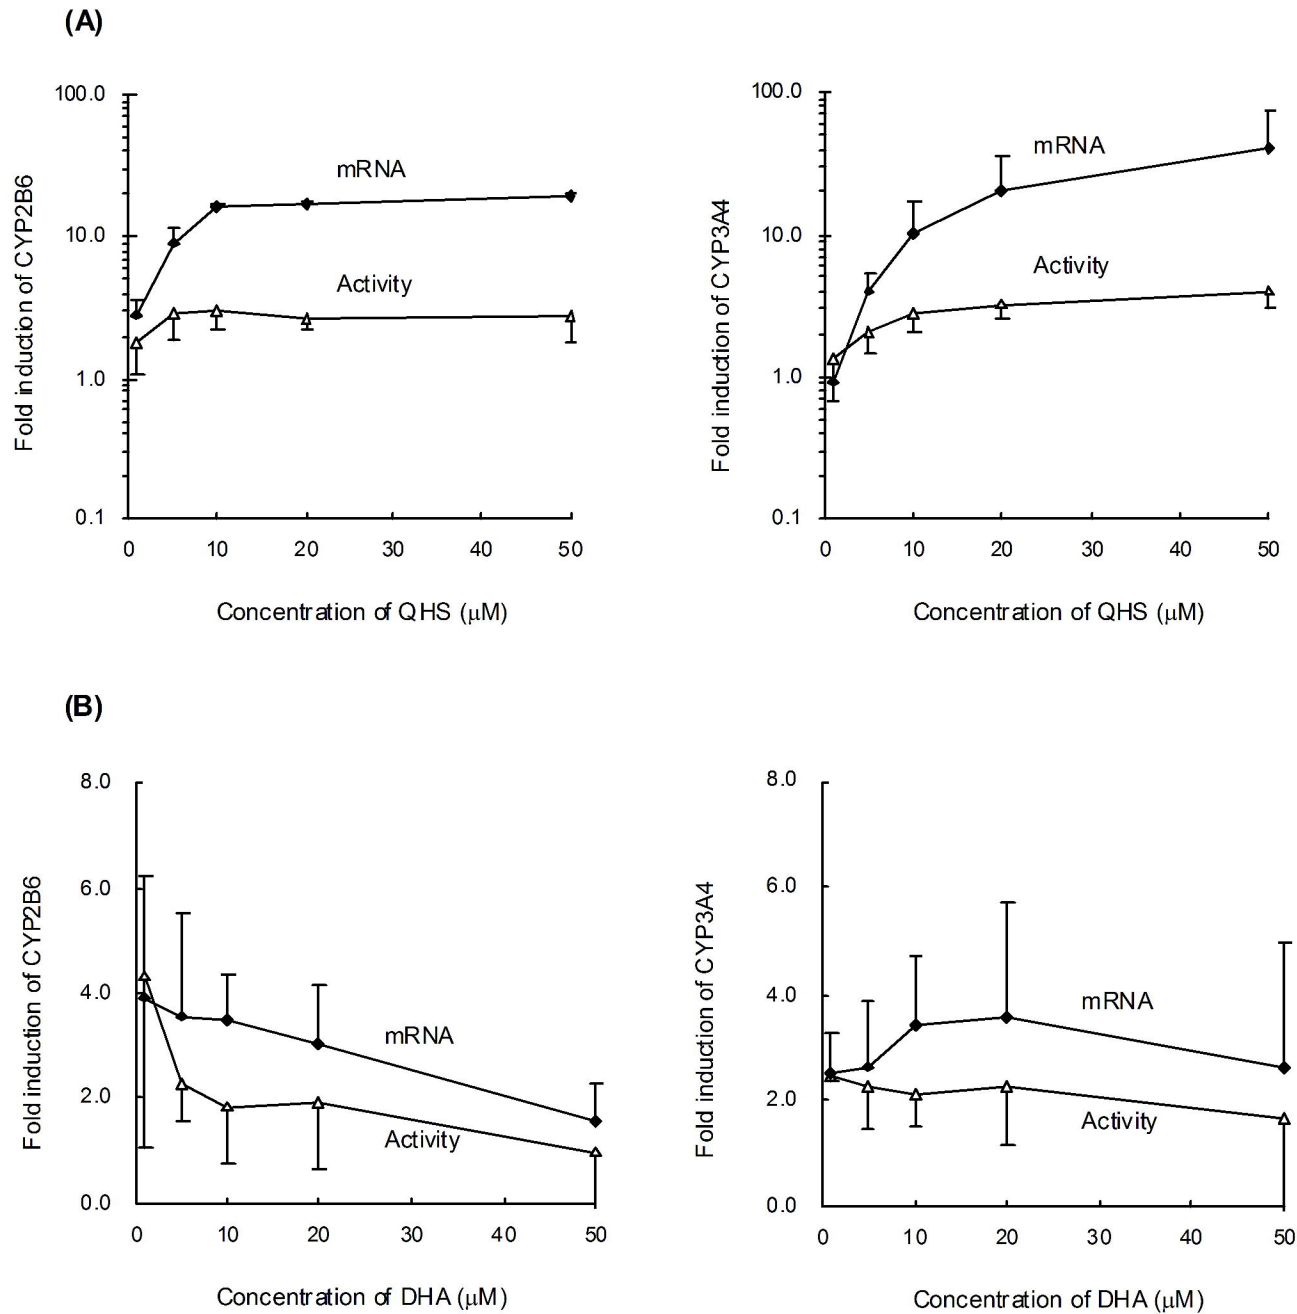 (A)
Fold induction of CYP2B6
100.0
10.0
1.0
0.1
mRNA
Activity
0 10 20 30 40 50
Concentration of QHS (μM)
Fold induction of CYP3A4
100.0
10.0
1.0
0.1
mRNA
Activity
0 10 20 30 40 50
Concentration of QHS (μM)
(B)
Fold induction of CYP2B6
8.0
6.0
4.0
2.0
0.0
mRNA
Activity
0 10 20 30 40 50
Concentration of DHA (μM)
Fold induction of CYP3A4
8.0
6.0
4.0
2.0
0.0
mRNA
Activity
0 10 20 30 40 50
Concentration of DHA (μM)